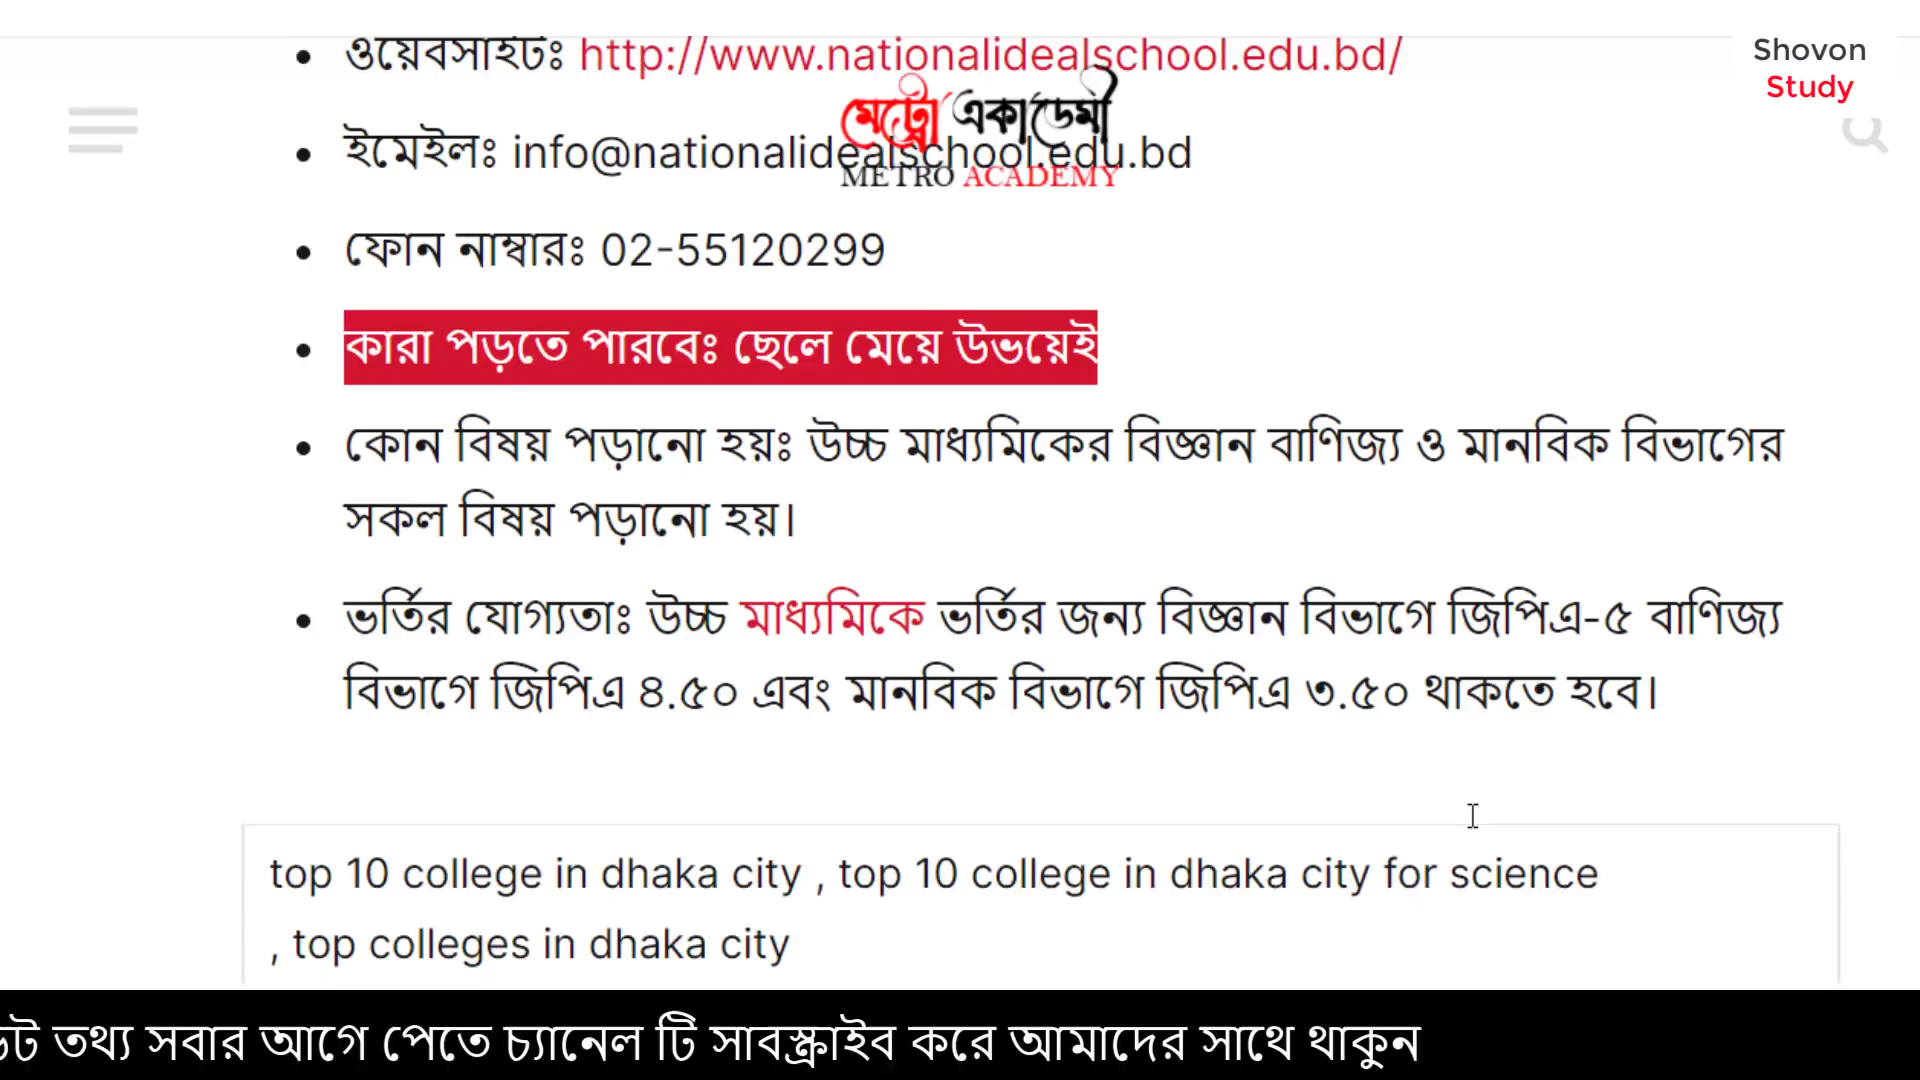 ওয়েবসাইটঃ http://www.nationalidealschool.edu.bd/
Shovon
Study
মেট্রো একাডেমী
ইমেইলঃ info@nationalidealschool.edu.bd
METRO ACADEMY
ফোন নাম্বারঃ 02-55120299
কারা পড়তে পারবেঃ ছেলে মেয়ে উভয়েই
কোন বিষয় পড়ানো হয়ঃ উচ্চ মাধ্যমিকের বিজ্ঞান বাণিজ্য ও মানবিক বিভাগের
সকল বিষয় পড়ানো হয়।
ভর্তির যোগ্যতাঃ উচ্চ মাধ্যমিকে ভর্তির জন্য বিজ্ঞান বিভাগে জিপিএ-৫ বাণিজ্য
বিভাগে জিপিএ ৪.৫০ এবং মানবিক বিভাগে জিপিএ ৩.৫০ থাকতে হবে।
top 10 college in dhaka city , top 10 college in dhaka city for science
, top colleges in dhaka city
তথ্য সবার আগে পেতে চ্যানেল টি সাবস্ক্রাইব করে আমাদের সাথে থাকুন